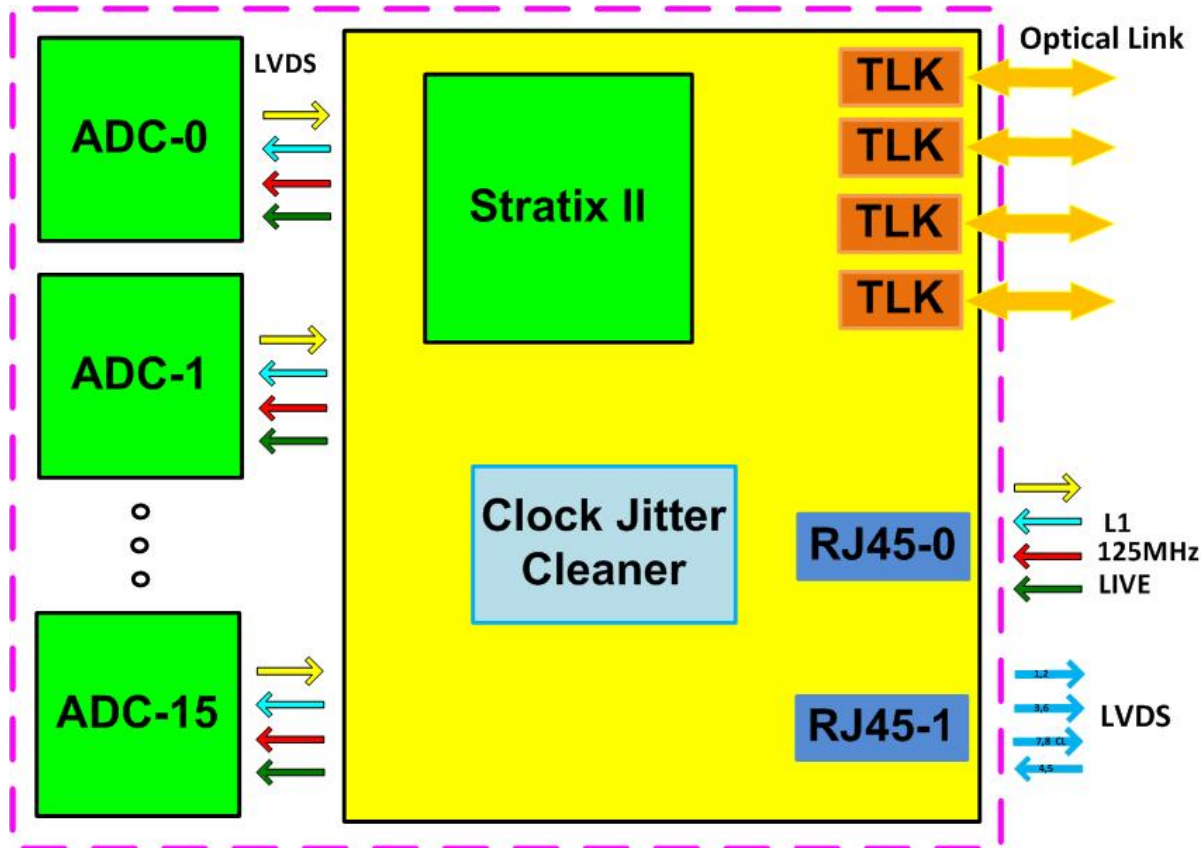 Optical Link
LVDS
TLK
ADC-0
TLK
Stratix II
TLK
TLK
ADC-1
Clock Jitter
Cleaner
RJ45-0
L1
125MHz
LIVE
ADC-15
RJ45-1
1,2
3,6
7,8 CL
4,5
LVDS